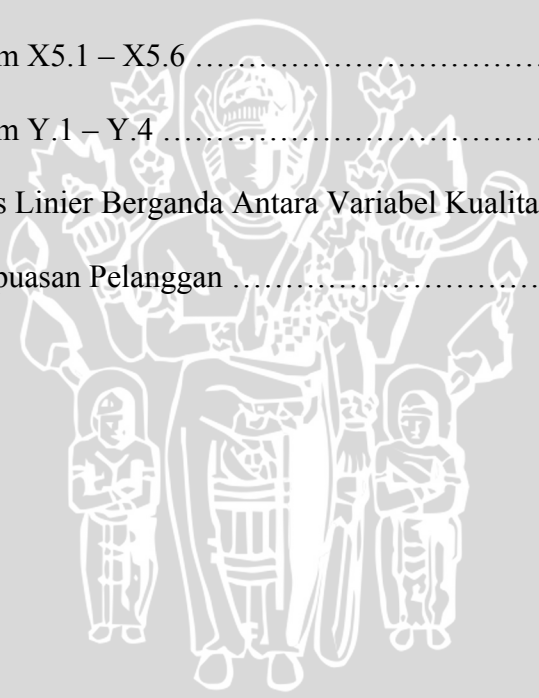 m X5.1 – X5.6 ……………………………
m Y.1 – Y.4 ………………………………
s Linier Berganda Antara Variabel Kualita
puasan Pelanggan …………………………